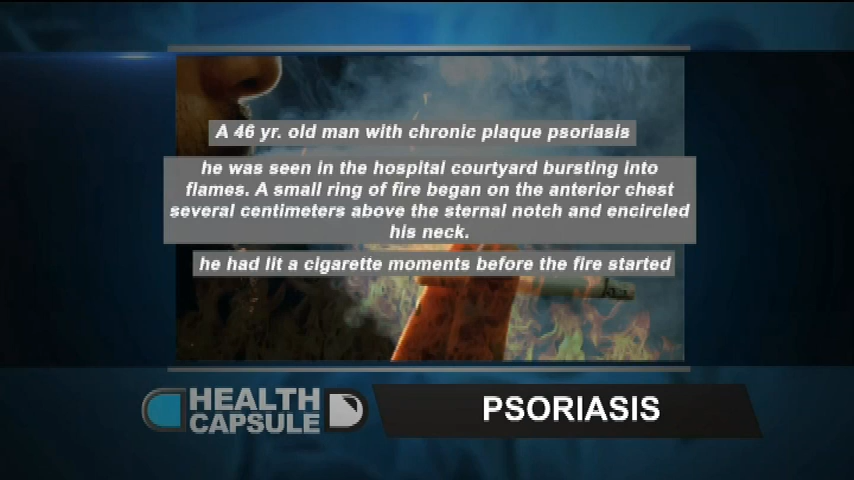 A 46 yr. old man with chronic plaque psoriasis
he was seen in the hospital courtyard bursting into
flames. A small ring of fire began on the anterior chest
several centimeters above the sternal notch and encircled
his neck.
he had lit a cigarette moments before the fire started
HEALTH
CAPSULE
PSORIASIS